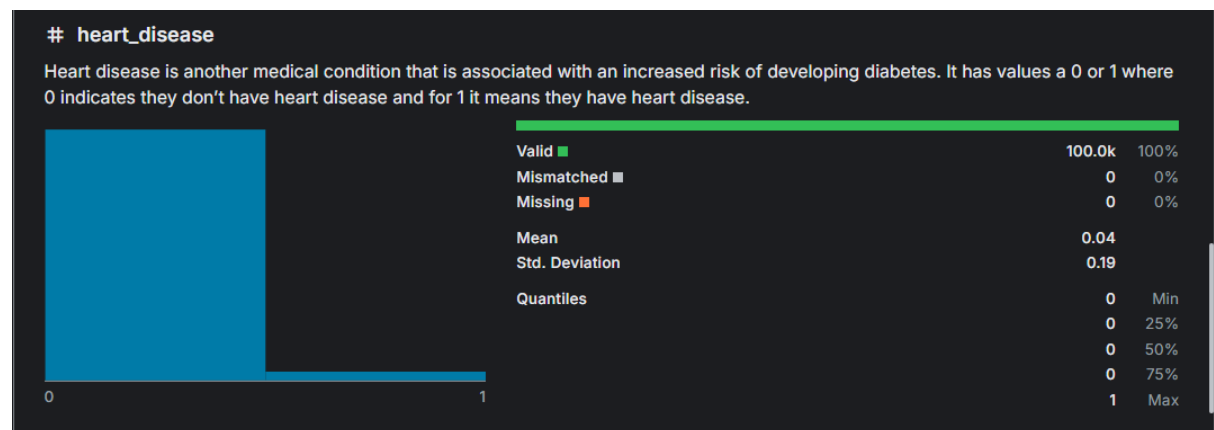 # heart_disease
Heart disease is another medical condition that is associated with an increased risk of developing diabetes. It has values a 0 or 1 where
0 indicates they don't have heart disease and for 1 it means they have heart disease.
Valid 100.0k 100%
Mismatched 0 0%
Missing 0 0%
Mean 0.04
Std. Deviation 0.19
Quantiles 0 Min
0 25%
0 50%
0 75%
1 Max
0 1